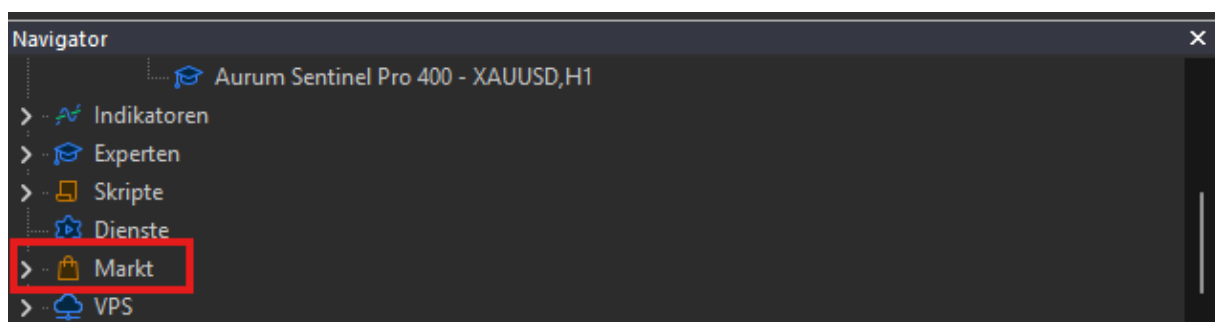 Navigator
Aurum Sentinel Pro 400 - XAUUSD,H1
Indikatoren
Experten
Skripte
Dienste
Markt
VPS